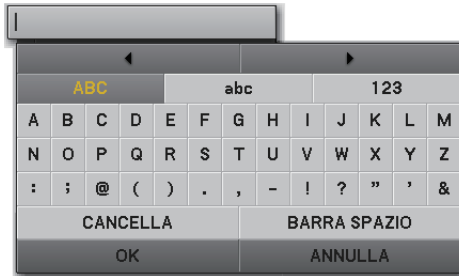 ABC abc 123
A B C D E F G H I J K L M
N O P Q R S T U V W X Y Z
: ; @ ( ) . , - ! ? " ' &
CANCELLA BARRA SPAZIO
OK ANNULLA